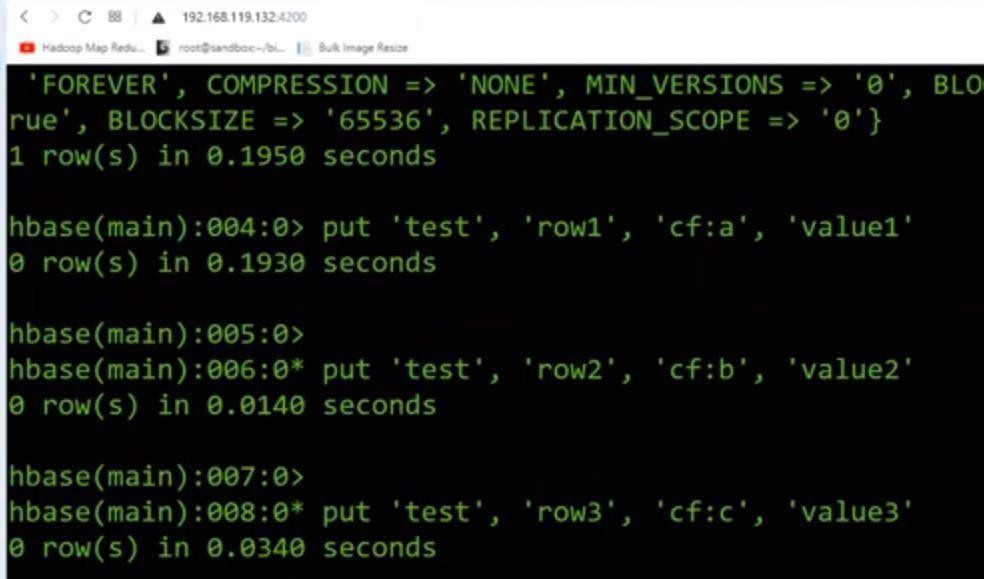 192.168.119.132:4200
Hadoop Map Redu... root@sandbox:~/bi... Bulk Image Resize
'FOREVER', COMPRESSION => 'NONE', MIN_VERSIONS => '0', BLO
rue', BLOCKSIZE => '65536', REPLICATION_SCOPE => '0'}
1 row(s) in 0.1950 seconds
hbase(main):004:0> put 'test', 'row1', 'cf:a', 'value1'
0 row(s) in 0.1930 seconds
hbase(main):005:0>
hbase(main):006:0* put 'test', 'row2', 'cf:b', 'value2'
0 row(s) in 0.0140 seconds
hbase(main):007:0>
hbase(main):008:0* put 'test', 'row3', 'cf:c', 'value3'
0 row(s) in 0.0340 seconds